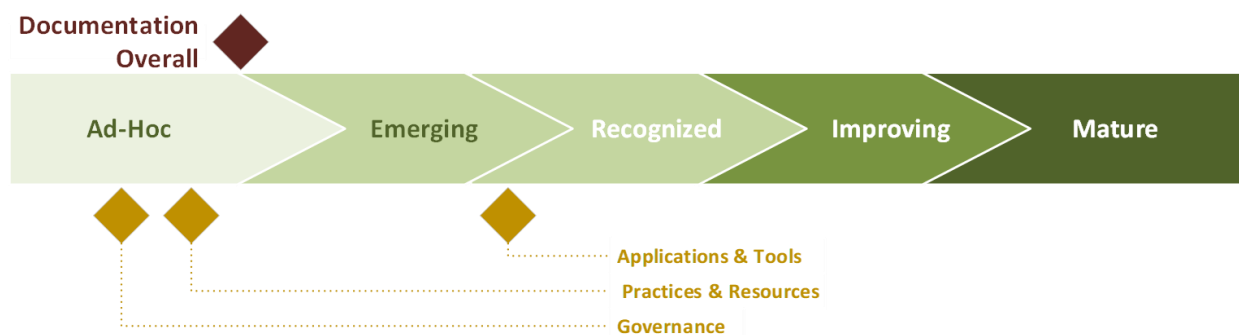 Documentation
Overall
Ad-Hoc
Emerging
Recognized
Improving
Mature
Applications & Tools
Practices & Resources
Governance